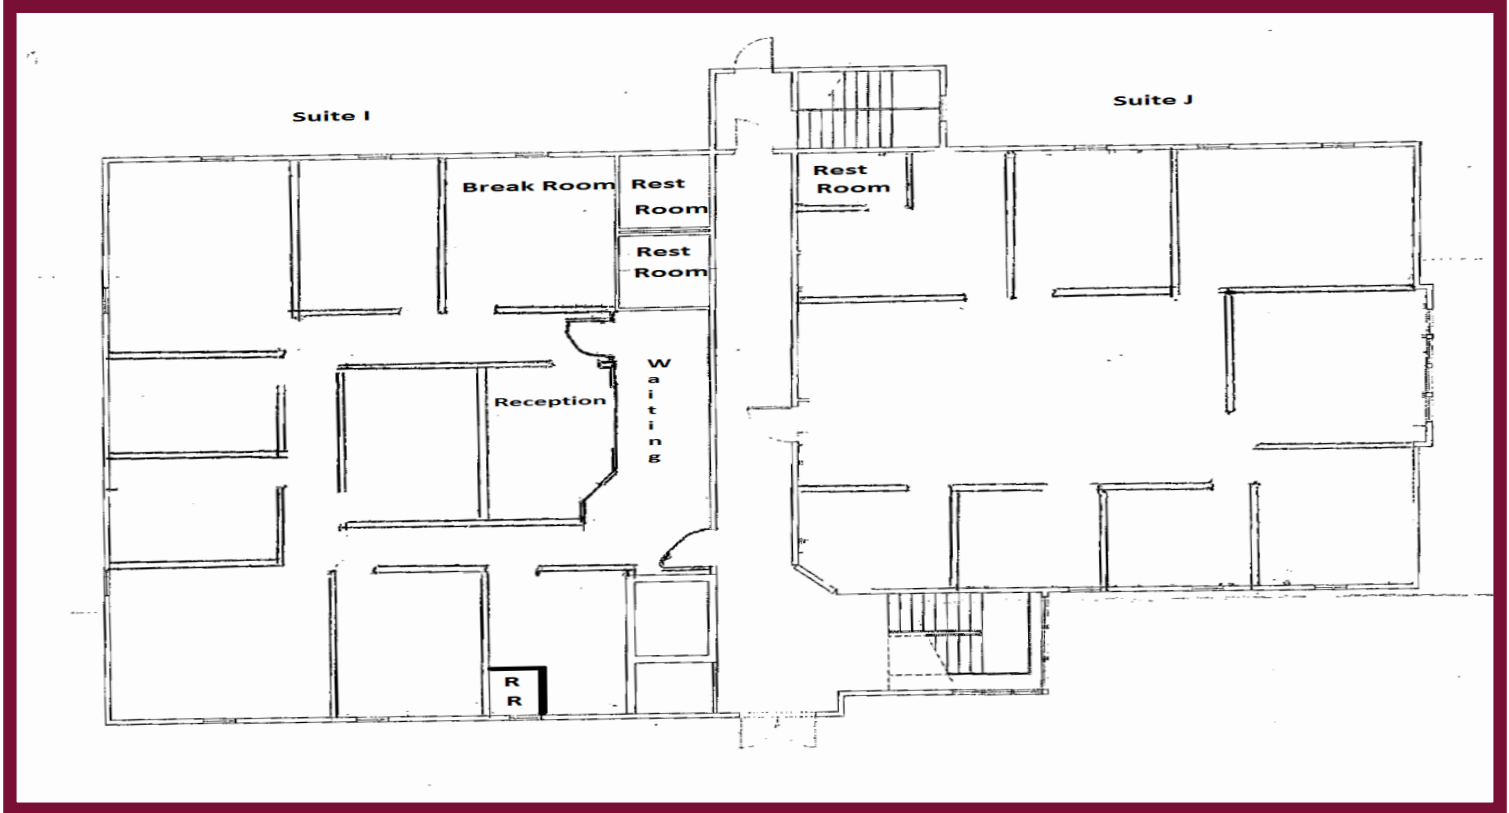 Suite I
Suite J
Break Room
Rest
Room
Rest
Room
Rest
Room
Reception
W
a
i
t
i
n
g
R
R